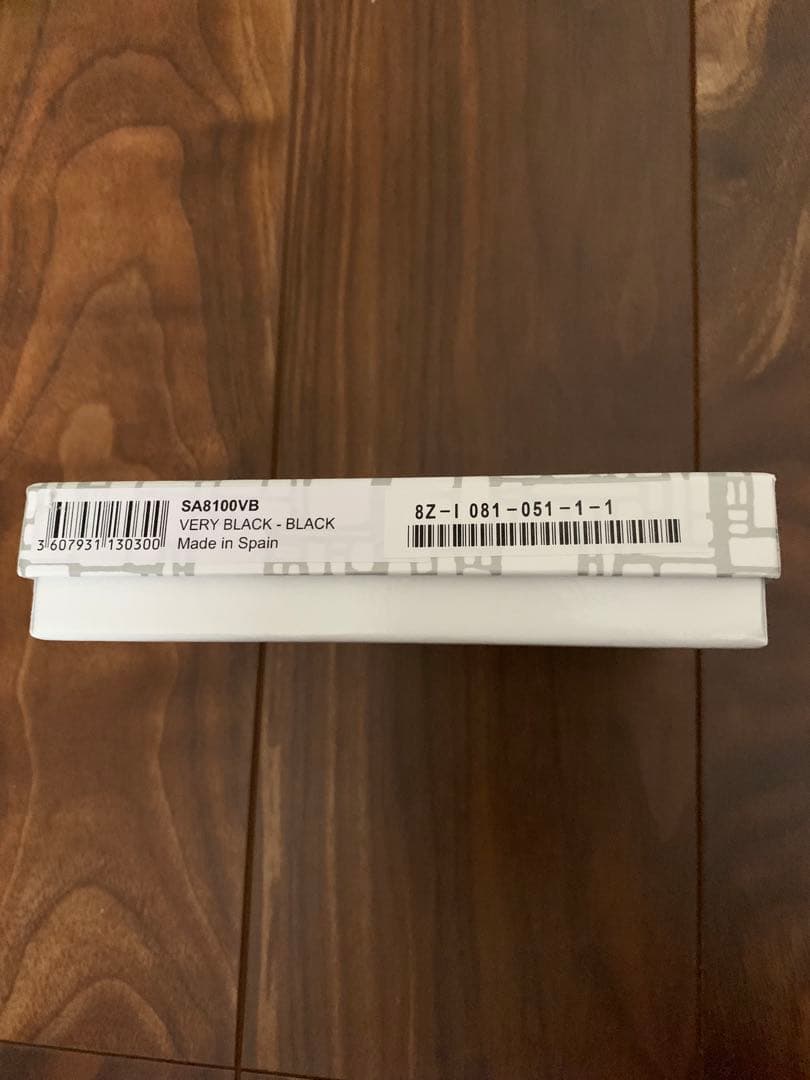 SA8100VB
VERY BLACK - BLACK
Made in Spain
3 607931 130300
8Z-I 081-051-1-1